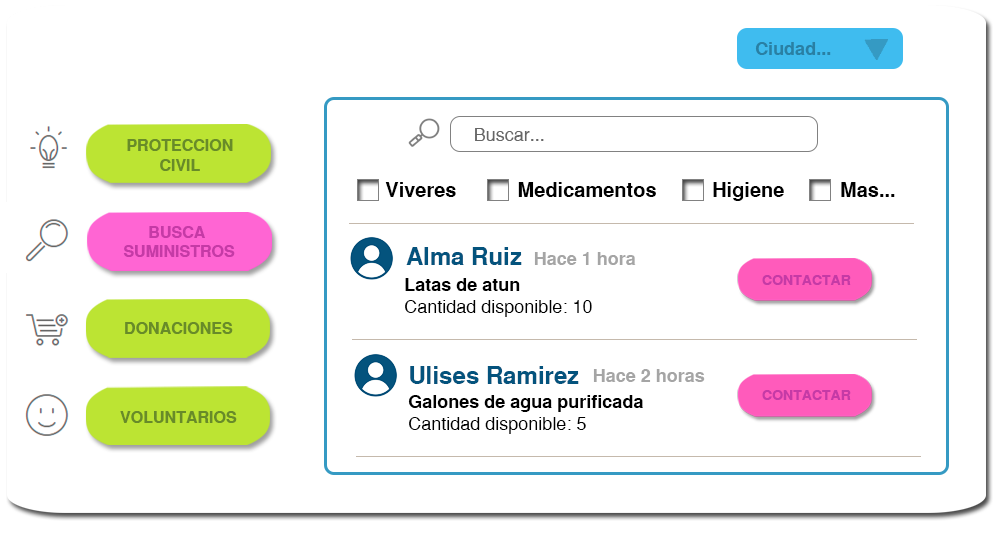 Ciudad...
PROTECCION
CIVIL
BUSCA
SUMINISTROS
DONACIONES
VOLUNTARIOS
Buscar...
Viveres Medicamentos Higiene Mas...
Alma Ruiz Hace 1 hora
Latas de atun
Cantidad disponible: 10
CONTACTAR
Ulises Ramirez Hace 2 horas
Galones de agua purificada
Cantidad disponible: 5
CONTACTAR